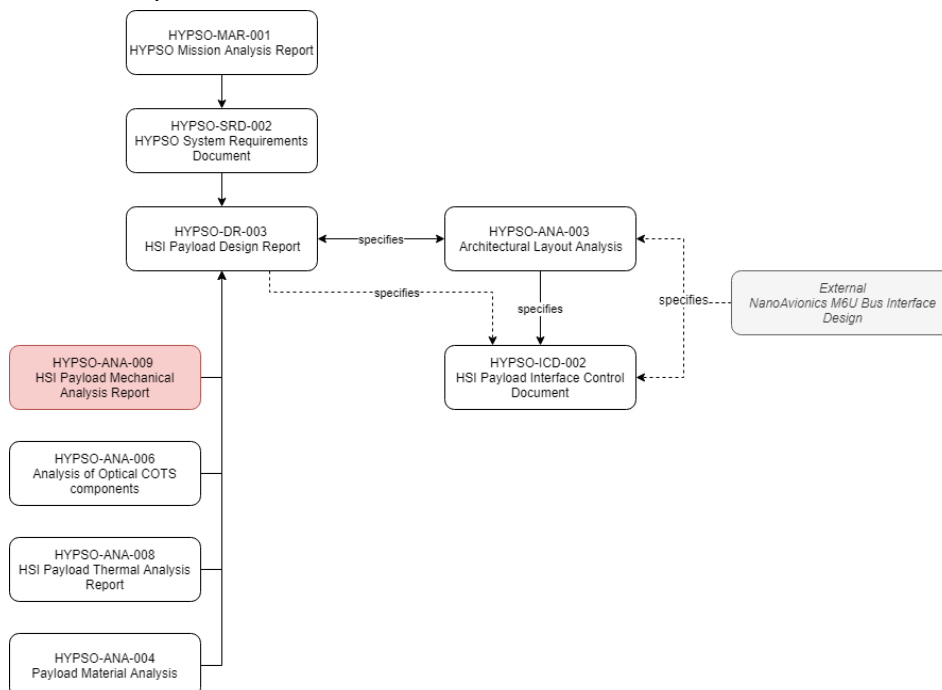 HYPSO-MAR-001
HYPSO Mission Analysis Report
HYPSO-SRD-002
HYPSO System Requirements
Document
HYPSO-DR-003
HSI Payload Design Report
specifies
HYPSO-ANA-003
Architectural Layout Analysis
specifies
specifies
specifies
External
NanoAvionics M6U Bus Interface
Design
HYPSO-ICD-002
HSI Payload Interface Control
Document
HYPSO-ANA-009
HSI Payload Mechanical
Analysis Report
HYPSO-ANA-006
Analysis of Optical COTS
components
HYPSO-ANA-008
HSI Payload Thermal Analysis
Report
HYPSO-ANA-004
Payload Material Analysis